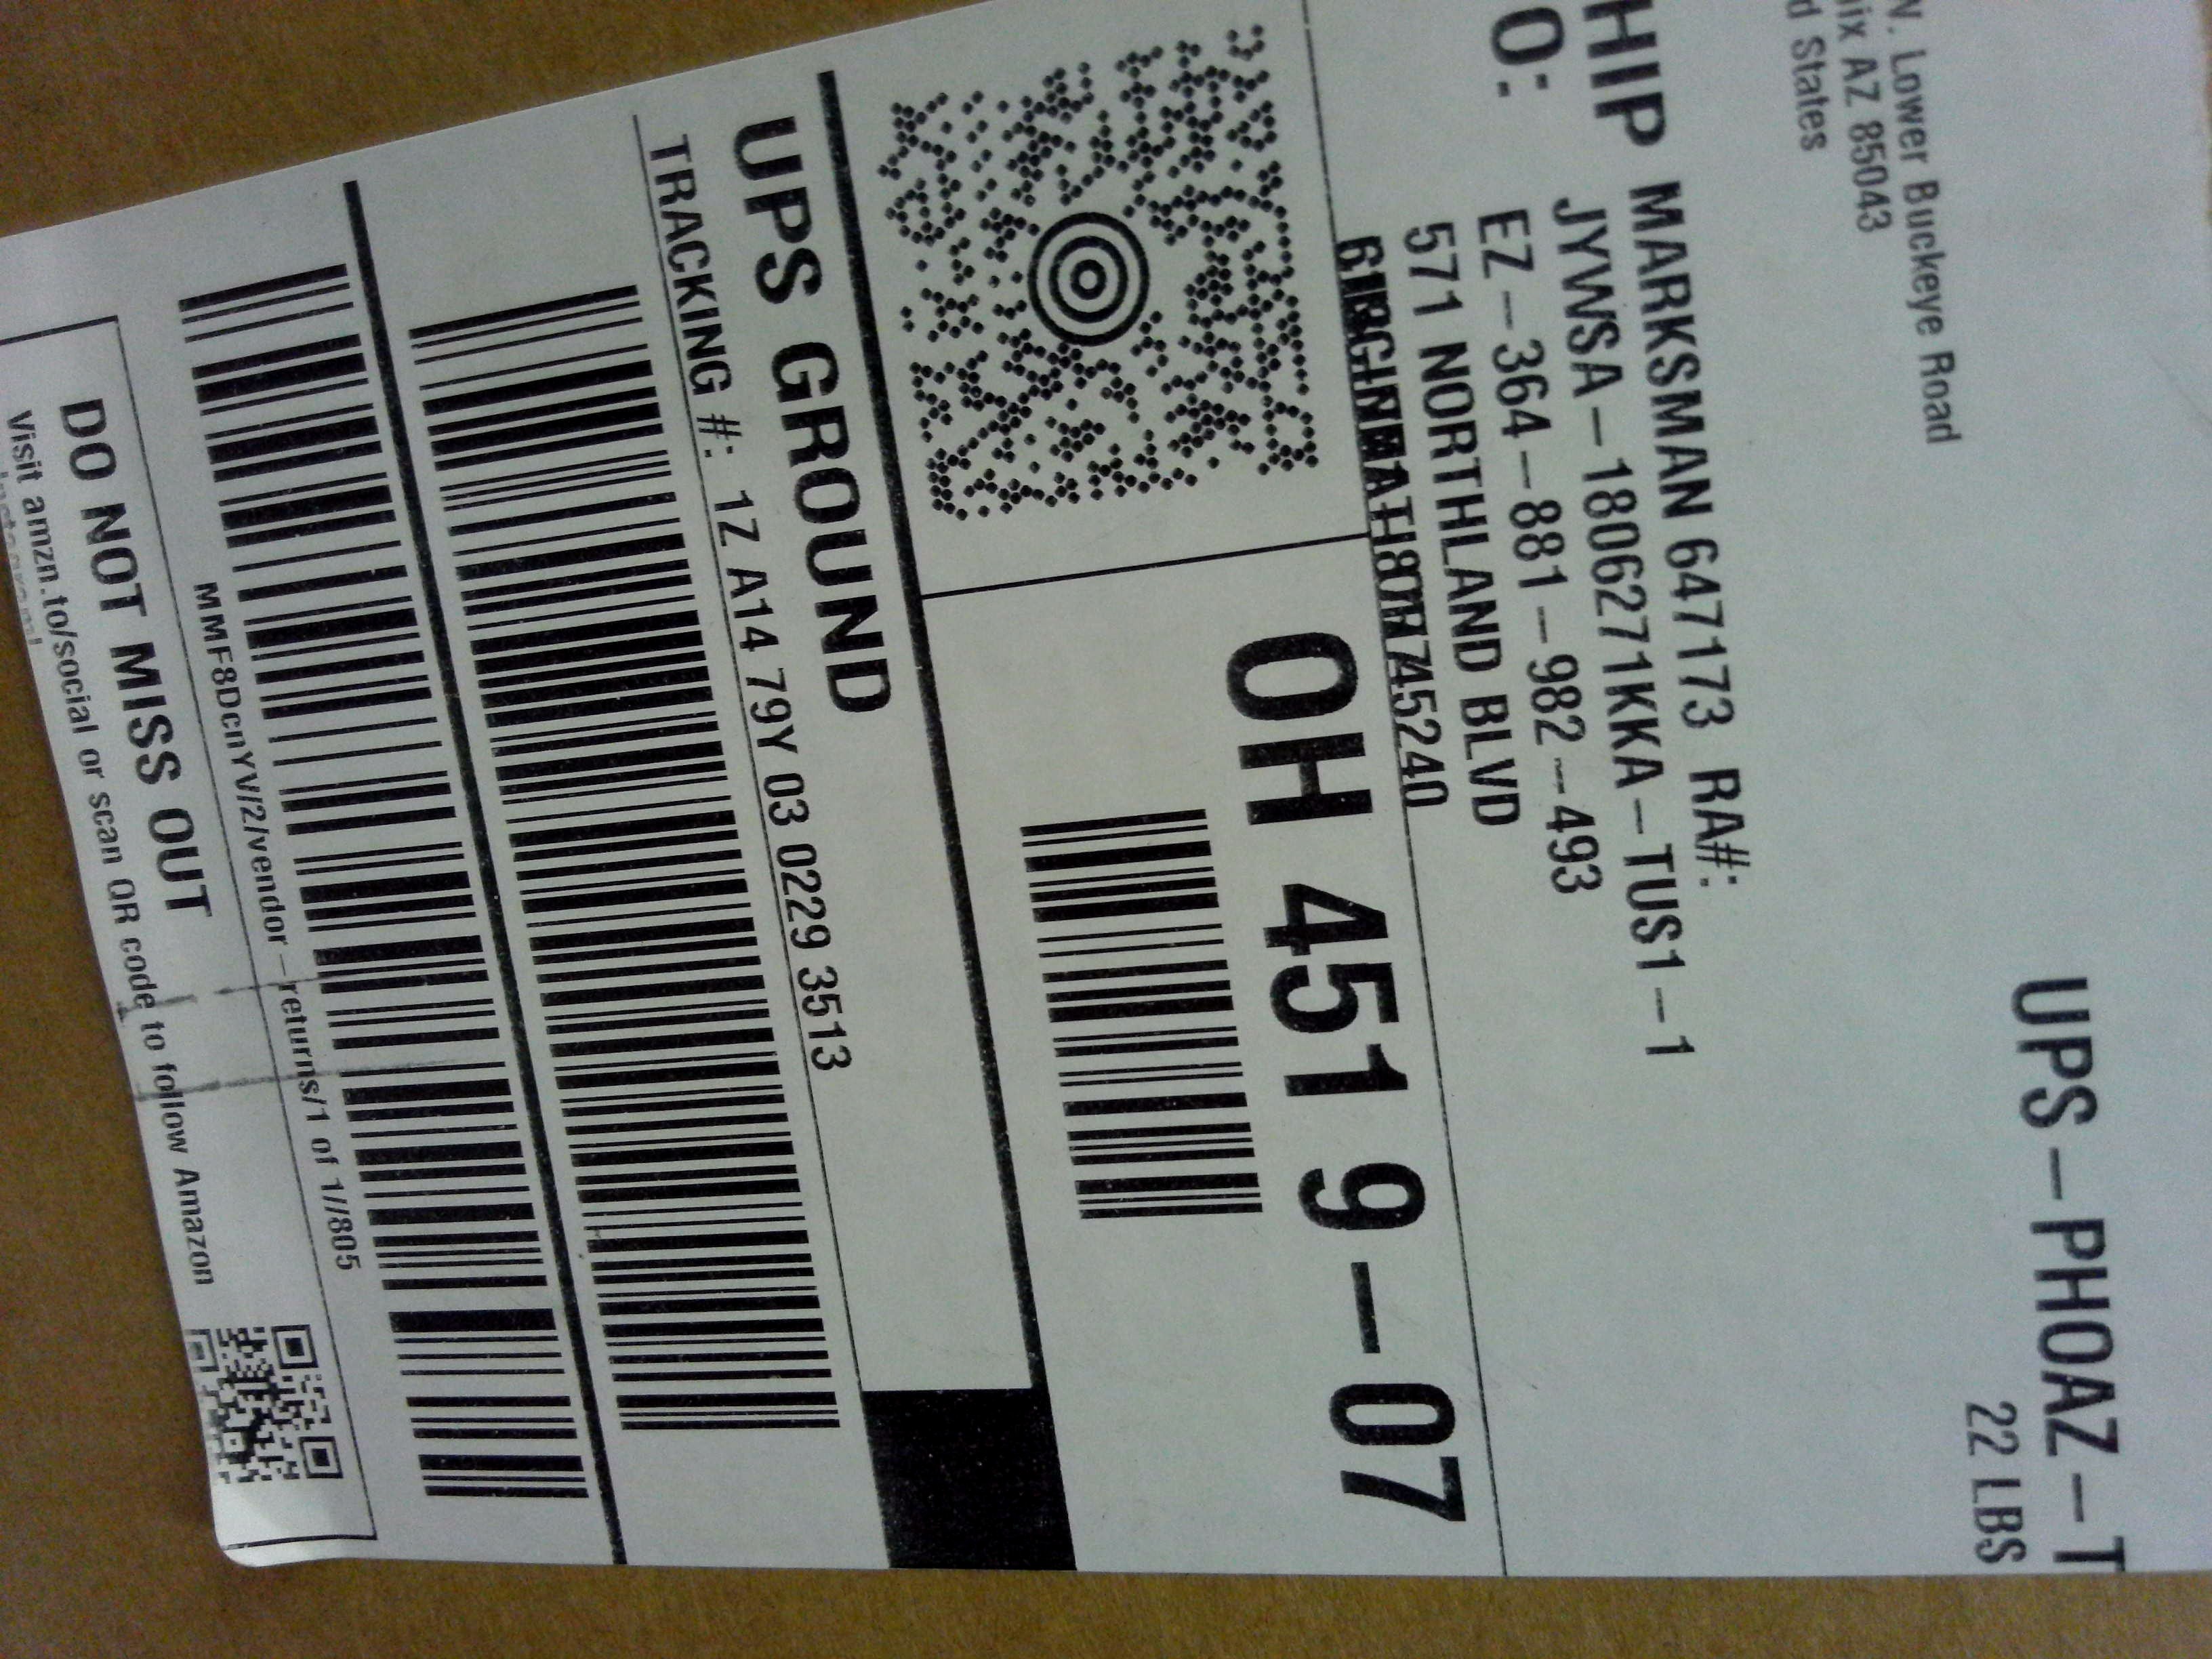 UPS-PHOAZ-T
22 LBS
W. Lower Buckeye Road
AZ 85043
States
HIP MARKSMAN 647173 RA#:
O: JYWSA-1806271KKA-TUS1-1
EZ-364-881-982--493
571 NORTHLAND BLVD
45240
OH 451 9-07
UPS GROUND
TRACKING #: 1Z A14 79Y 03 0229 3513
MMF8DcnYV/2/vendor-returns/1 of 1//805
DO NOT MISS OUT
Visit amzn.to/social or scan QR code to follow Amazon